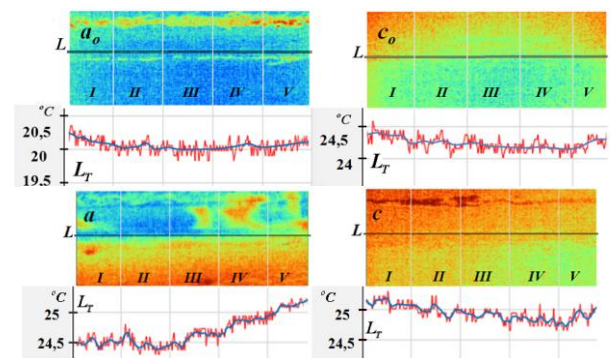 a₀
L
I II III IV V
°C
20,5
20
19.5
L_T
c₀
I II III IV V
°C
24,5
24
L_T
a
L
I II III IV V
L_T
°C
25
24,5
c
L
I II III IV V
°C
25
24,5
L_T